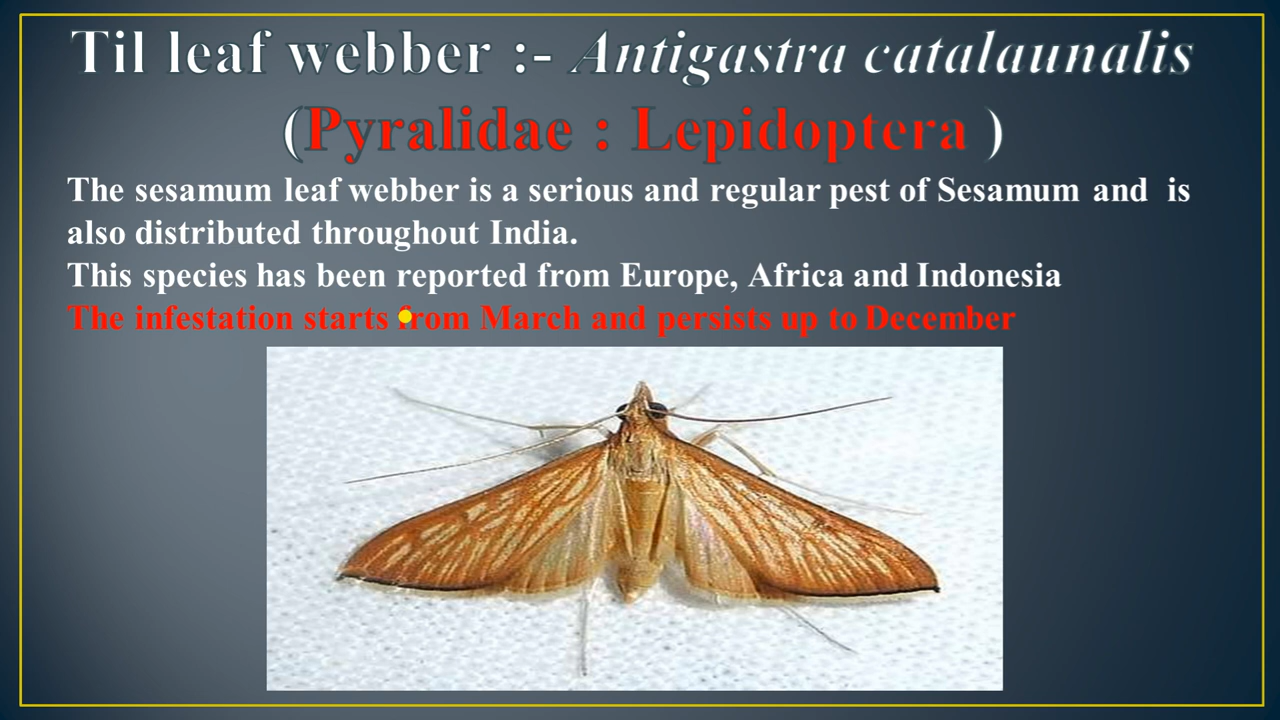 Til leaf webber :- Antigastra catalaunalis
(Pyralidae : Lepidoptera )
The sesamum leaf webber is a serious and regular pest of Sesamum and is
also distributed throughout India.
This species has been reported from Europe, Africa and Indonesia
The infestation starts from March and persists up to December